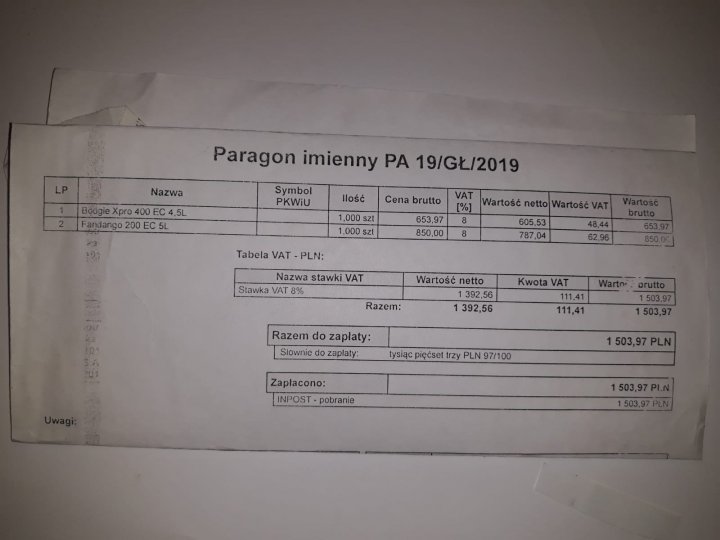 Paragon imienny PA 19/GŁ/2019
LP Nazwa Symbol PKWiU Ilość Cena brutto VAT [%] Wartość netto Wartość VAT Wartość brutto
1 Boogie Xpro 400 EC 4,5L 1,000 szt 653,97 8 605,53 48,44 653,97
2 Fandango 200 EC 5L 1,000 szt 850,00 8 787,04 62,96 850,00
Tabela VAT - PLN:
Nazwa stawki VAT Wartość netto Kwota VAT Wartość brutto
Stawka VAT 8% 1 392,56 111,41 1 503,97
Razem: 1 392,56 111,41 1 503,97
Razem do zapłaty: 1 503,97 PLN
Słownie do zapłaty: tysiąc pięćset trzy PLN 97/100
Zapłacono: 1 503,97 PLN
INPOST - pobranie 1 503,97 PLN
Uwagi: